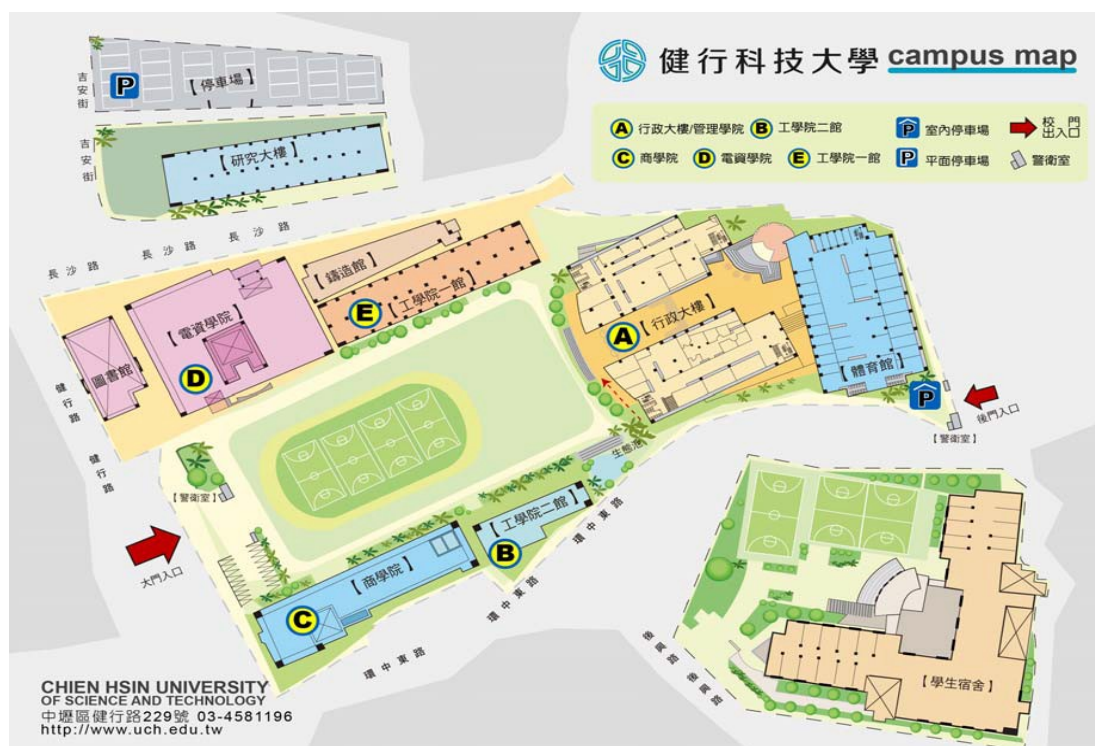 健行科技大學 campus map
A 行政大樓/管理學院 B 工學院二館 P 室內停車場 校門出入口
C 商學院 D 電資學院 E 工學院一館 P 平面停車場 警衛室
吉安街
P
【停車場】
吉安街
【研究大樓】
長沙路 長沙路 長沙路
【鑄造館】
【工學院一館】
E
【電資學院】
D
圖書館
【行政大樓】
A
【體育館】
P
後門入口
【警衛室】
健行路
健行路
【警衛室】
大門入口
生態池
【工學院二館】
B
【商學院】
C
環中東路
環中東路
環中東路
後興路
後興路
【學生宿舍】
CHIEN HSIN UNIVERSITY
OF SCIENCE AND TECHNOLOGY
中壢區健行路229號 03-4581196
http://www.uch.edu.tw